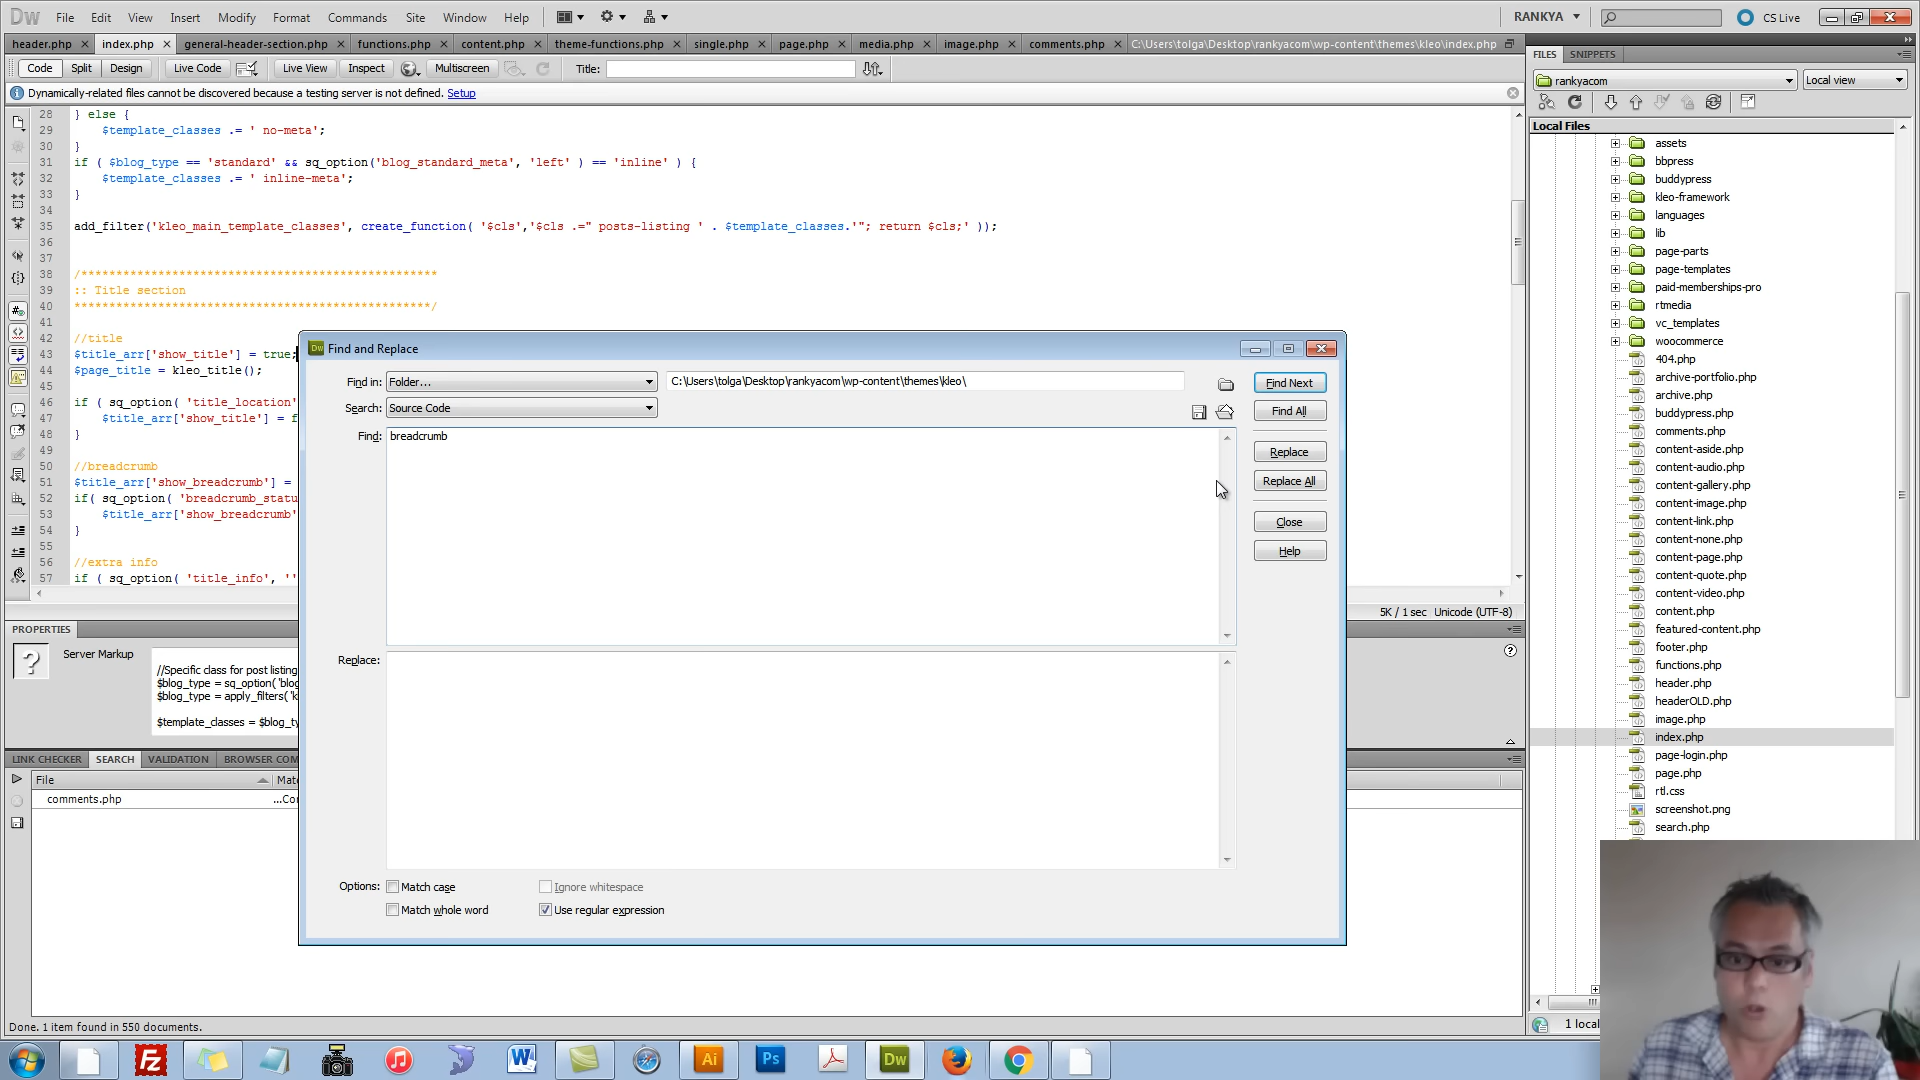 Dw File Edit View Insert Modify Format Commands Site Window Help RANKYA CS Live
header.php index.php general-header-section.php functions.php content.php theme-functions.php single.php page.php media.php image.php comments.php C:\Users\tolga\Desktop\rankyacom\wp-content\themes\kleo\index.php
Code Split Design Live Code Live View Inspect Multiscreen Title:
Dynamically-related files cannot be discovered because a testing server is not defined. Setup
28 } else {
29 $template_classes .= ' no-meta';
30 }
31 if ( $blog_type == 'standard' && sq_option('blog_standard_meta', 'left' ) == 'inline' ) {
32 $template_classes .= ' inline-meta';
33 }
34
35 add_filter('kleo_main_template_classes', create_function( '$cls','$cls .=" posts-listing ' . $template_classes.'"; return $cls;' ));
36
37
38 /***************************************************
39 :: Title section
40 ***************************************************/
41
42 //title
43 $title_arr['show_title'] = true;
44 $page_title = kleo_title();
45
46 if ( sq_option( 'title_location'
47 $title_arr['show_title'] = f
48 }
49
50 //breadcrumb
51 $title_arr['show_breadcrumb'] =
52 if( sq_option( 'breadcrumb_statu
53 $title_arr['show_breadcrumb'
54 }
55
56 //extra info
57 if ( sq_option( 'title_info', ''
5K / 1 sec Unicode (UTF-8)
PROPERTIES
? Server Markup
//Specific class for post listing
$blog_type = sq_option( 'blog
$blog_type = apply_filters( 'k
$template_classes = $blog_ty
LINK CHECKER SEARCH VALIDATION BROWSER COM
File Matc
comments.php ...Co
Done. 1 item found in 550 documents.
Dw Find and Replace
Find in: Folder... C:\Users\tolga\Desktop\rankyacom\wp-content\themes\kleo\
Search: Source Code
Find: breadcrumb
Replace:
Find Next
Find All
Replace
Replace All
Close
Help
Options: Match case Ignore whitespace
Match whole word Use regular expression
FILES SNIPPETS
rankyacom Local view
Local Files
assets
bbpress
buddypress
kleo-framework
languages
lib
page-parts
page-templates
paid-memberships-pro
rtmedia
vc_templates
woocommerce
404.php
archive-portfolio.php
archive.php
buddypress.php
comments.php
content-aside.php
content-audio.php
content-gallery.php
content-image.php
content-link.php
content-none.php
content-page.php
content-quote.php
content-video.php
content.php
featured-content.php
footer.php
functions.php
header.php
headerOLD.php
image.php
index.php
page-login.php
page.php
rtl.css
screenshot.png
search.php
1 local
Fz W Ai Ps Dw